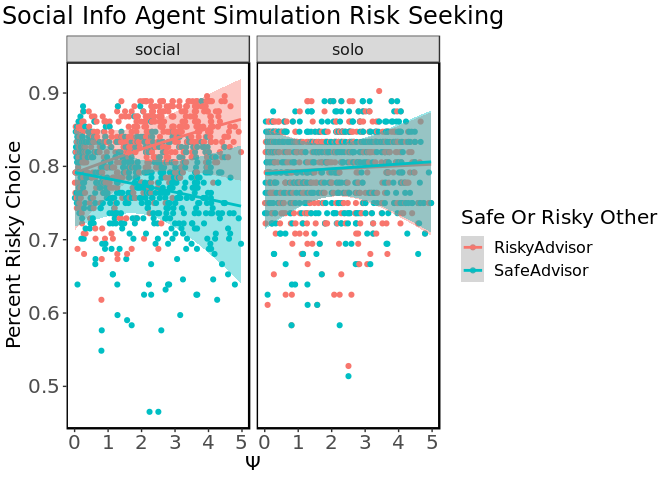 Social Info Agent Simulation Risk Seeking
social
solo
0.9
0.8
0.7
0.6
0.5
Percent Risky Choice
0 1 2 3 4 5
0 1 2 3 4 5
Ψ
Safe Or Risky Other
RiskyAdvisor
SafeAdvisor